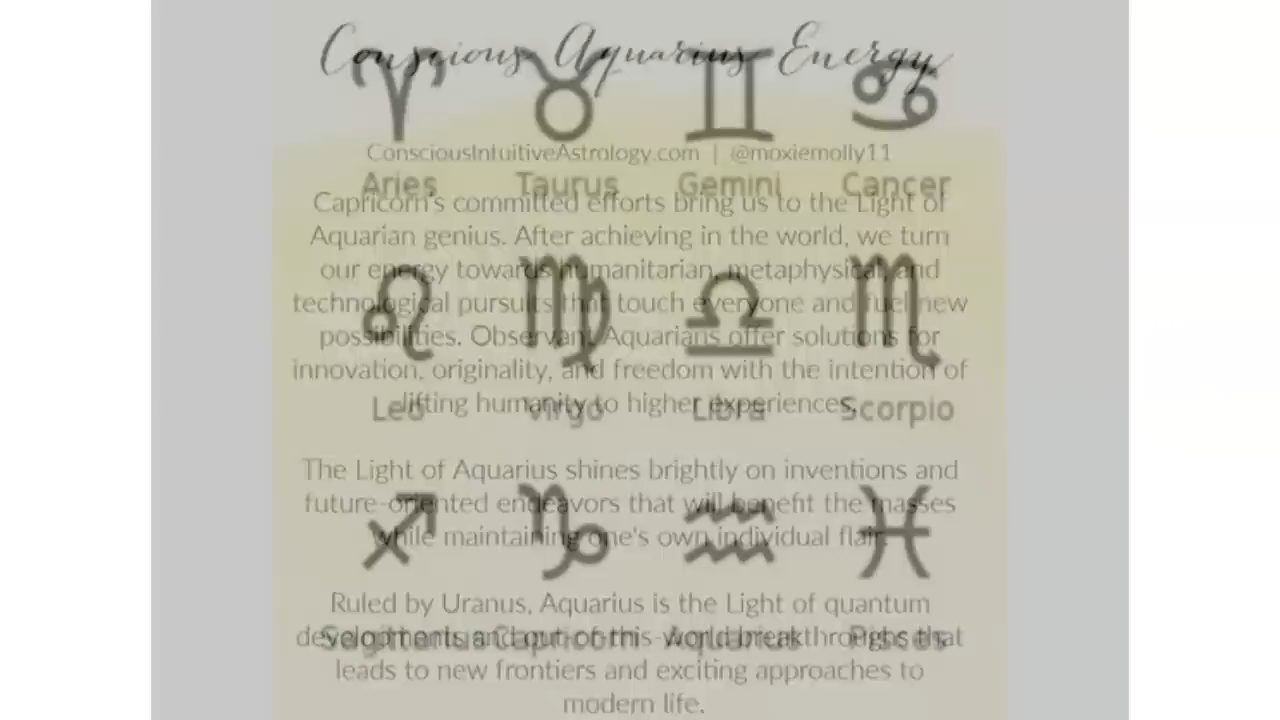 Conscious Aquarius Energy
ConsciousIntuitiveAstrology.com | @moxiemolly11
Aries Taurus Gemini Cancer
Capricorn's committed efforts bring us to the Light of
Aquarian genius. After achieving in the world, we turn
our energy towards humanitarian, metaphysical, and
technological pursuits that touch everyone and fuel new
possibilities. Observant Aquarians offer solutions for
innovation, originality, and freedom with the intention of
lifting humanity to higher experiences.
Leo Virgo Libra Scorpio
The Light of Aquarius shines brightly on inventions and
future-oriented endeavors that will benefit the masses
while maintaining one's own individual flair.
Ruled by Uranus, Aquarius is the Light of quantum
developments and out-of-this-world breakthroughs that
Sagittarius Capricorn Aquarius Pisces
leads to new frontiers and exciting approaches to
modern life.